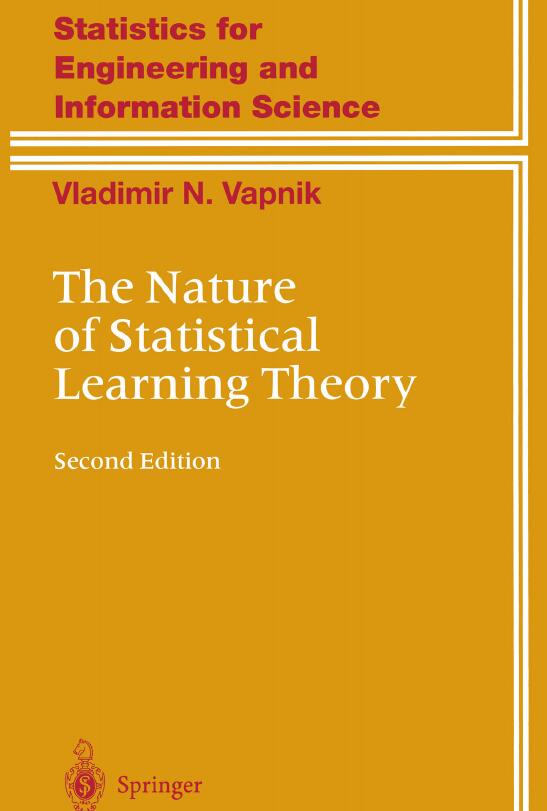 Statistics for
Engineering and
Information Science
Vladimir N. Vapnik
The Nature
of Statistical
Learning Theory
Second Edition
Springer